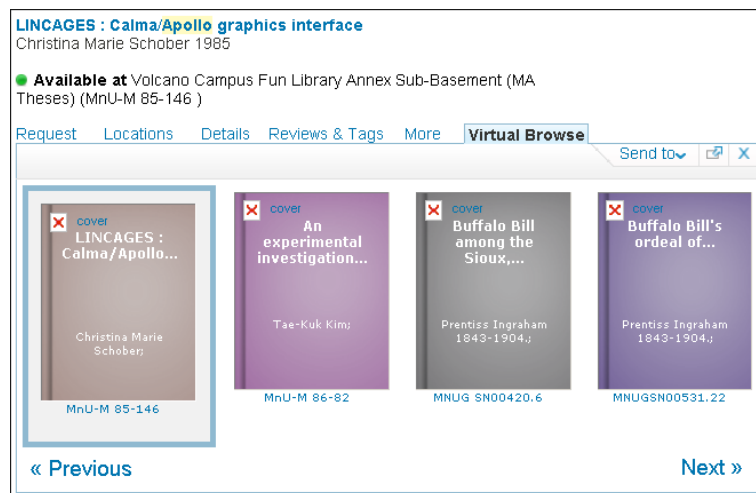 LINCAGES : Calma/Apollo graphics interface
Christina Marie Schober 1985
Available at Volcano Campus Fun Library Annex Sub-Basement (MA
Theses) (MnU-M 85-146 )
Request Locations Details Reviews & Tags More Virtual Browse
Send to
cover
LINCAGES :
Calma/Apollo...
Christina Marie
Schober;
MnU-M 85-146
cover
An
experimental
investigation...
Tae-Kuk Kim;
MnU-M 86-82
cover
Buffalo Bill
among the
Sioux,...
Prentiss Ingraham
1843-1904.;
MNUG SN00420.6
cover
Buffalo Bill's
ordeal of...
Prentiss Ingraham
1843-1904.;
MNUGSN00531.22
« Previous
Next »